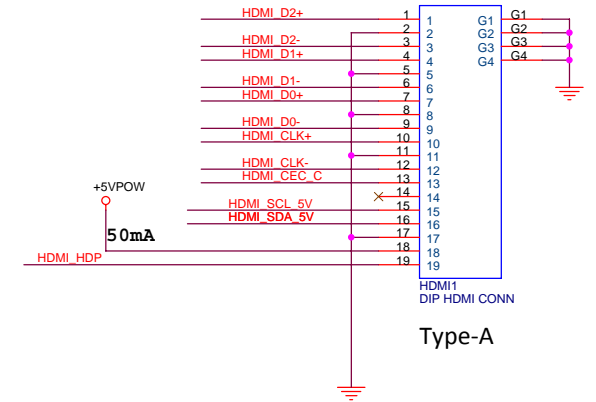 HDMI_D2+ 1 1 G1 G1
2 2 G2 G2
HDMI_D2- 3 3 G3 G3
HDMI_D1+ 4 4 G4 G4
5 5
HDMI_D1- 6 6
HDMI_D0+ 7 7
8 8
HDMI_D0- 9 9
HDMI_CLK+ 10 10
11 11
HDMI_CLK- 12 12
HDMI_CEC_C 13 13
+5VPOW 14 14
HDMI_SCL_5V 15 15
HDMI_SDA_5V 16 16
50mA 17 17
18 18
HDMI_HDP 19 19
HDMI1
DIP HDMI CONN
Type-A